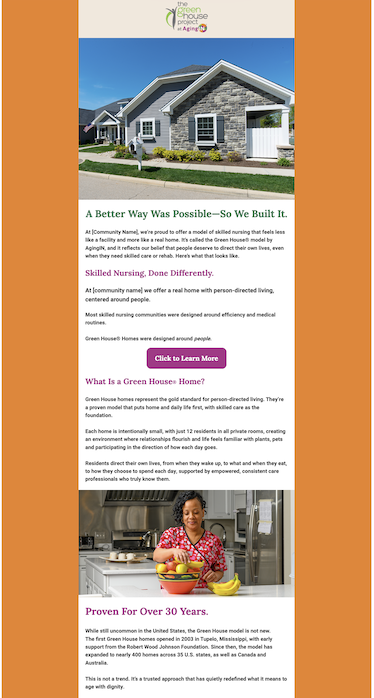 the
green
house
project
at AgingIN
A Better Way Was Possible—So We Built It.
At [Community Name], we're proud to offer a model of skilled nursing that feels less
like a facility and more like a real home. It's called the Green House® model by
AgingIN, and it reflects our belief that people deserve to direct their own lives, even
when they need skilled care or rehab. Here's what that looks like.
Skilled Nursing, Done Differently.
At [community name] we offer a real home with person-directed living,
centered around people.
Most skilled nursing communities were designed around efficiency and medical
routines.
Green House® Homes were designed around people.
Click to Learn More
What Is a Green House® Home?
Green House homes represent the gold standard for person-directed living. They're
a proven model that puts home and daily life first, with skilled care as the
foundation.
Each home is intentionally small, with just 12 residents in all private rooms, creating
an environment where relationships flourish and life feels familiar with plants, pets
and participating in the direction of how each day goes.
Residents direct their own lives, from when they wake up, to what and when they eat,
to how they choose to spend each day, supported by empowered, consistent care
professionals who truly know them.
Proven For Over 30 Years.
While still uncommon in the United States, the Green House model is not new.
The first Green House homes opened in 2003 in Tupelo, Mississippi, with early
support from the Robert Wood Johnson Foundation. Since then, the model has
expanded to nearly 400 homes across 35 U.S. states, as well as Canada and
Australia.
This is not a trend. It's a trusted approach that has quietly redefined what it means to
age with dignity.